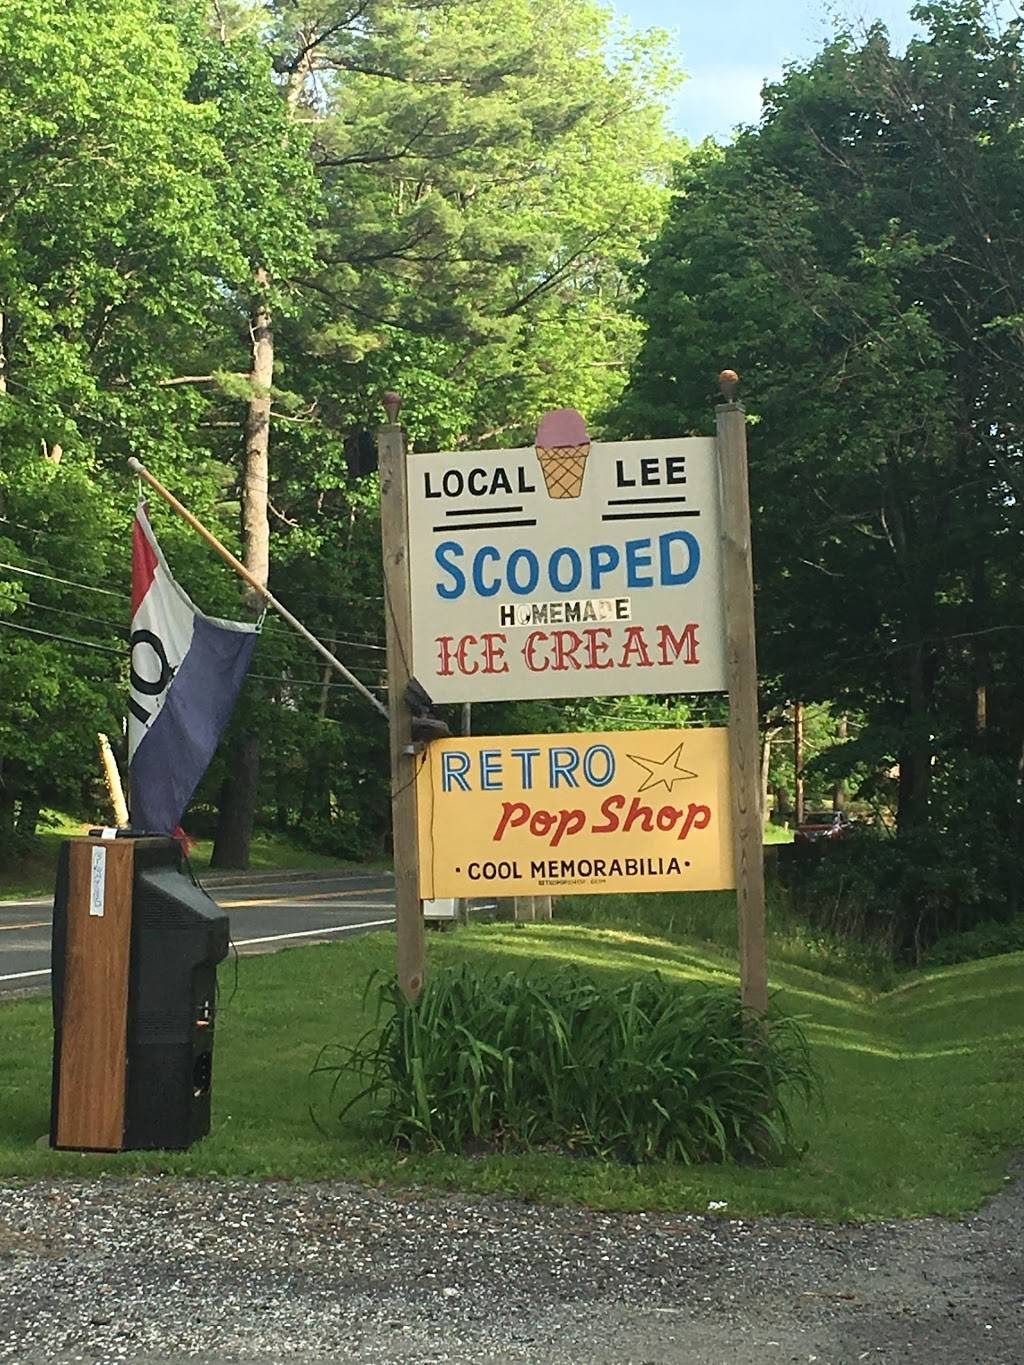 LOCAL LEE
SCOOPED
HOMEMADE
ICE CREAM
RETRO
Pop Shop
• COOL MEMORABILIA •